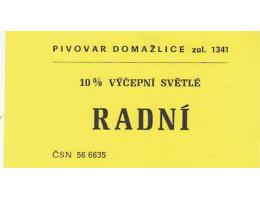 PIVOVAR DOMAŽLICE zal. 1341
10% VÝČEPNÍ SVĚTLÉ
RADNÍ
ČSN 56 6635